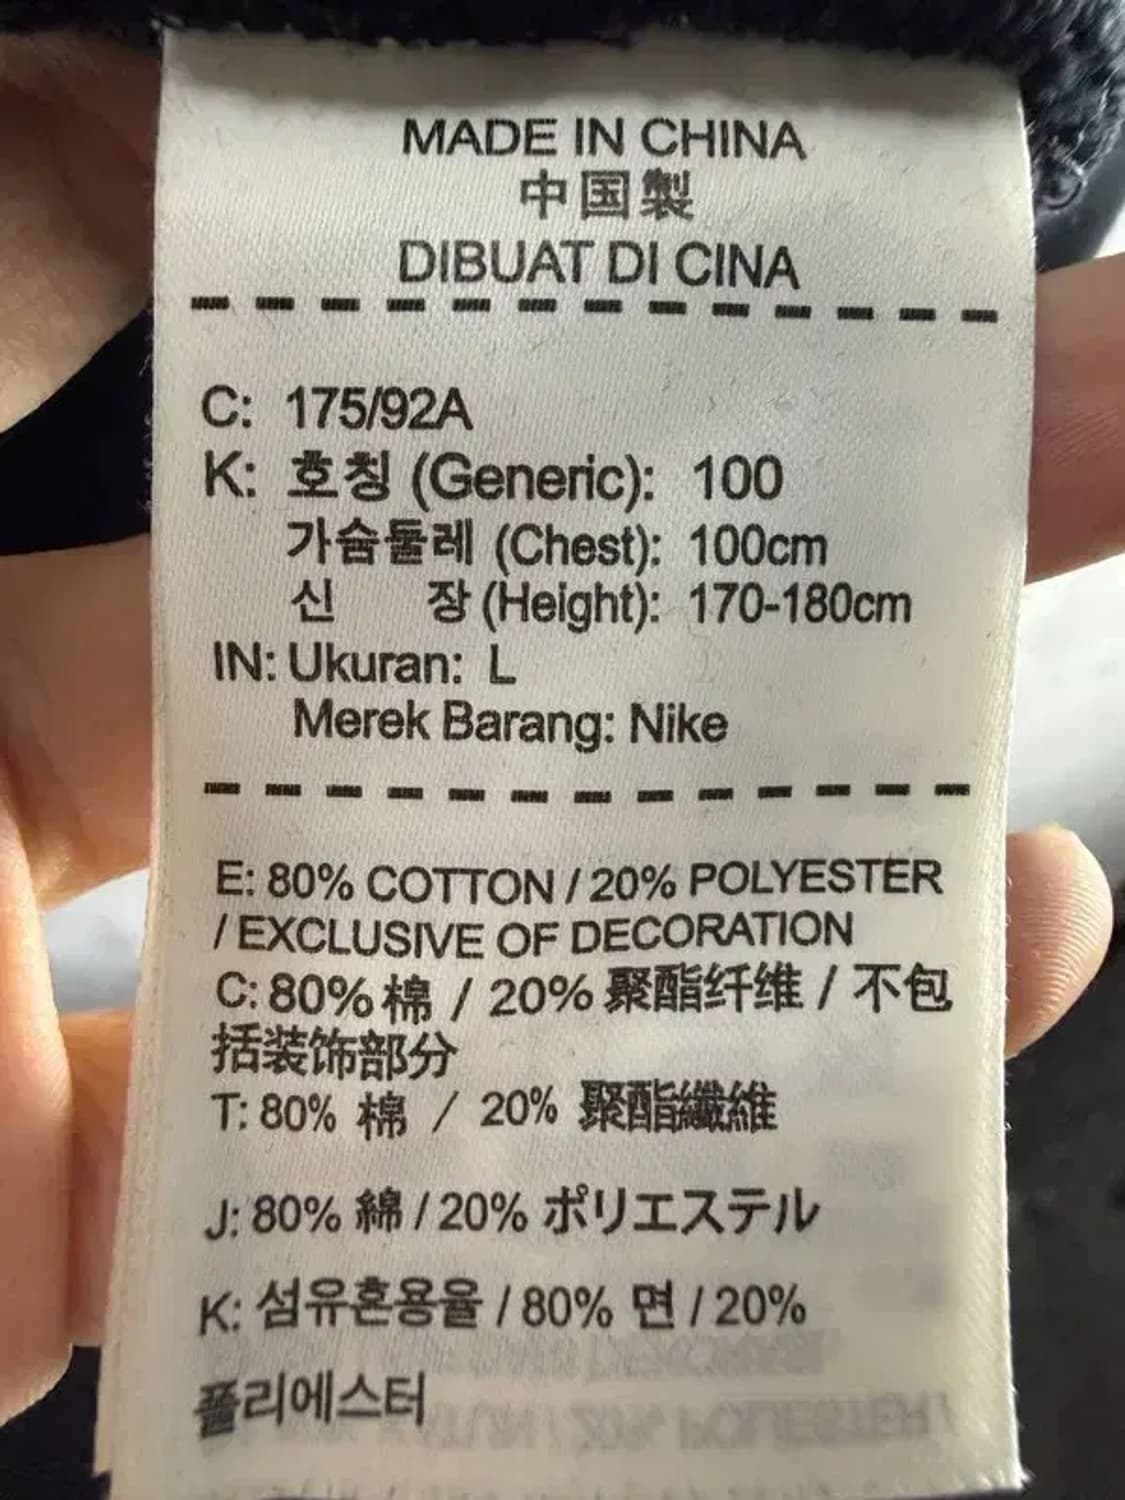 MADE IN CHINA
中国製
DIBUAT DI CINA
C: 175/92A
K: 호칭 (Generic): 100
가슴둘레 (Chest): 100cm
신 장 (Height): 170-180cm
IN: Ukuran: L
Merek Barang: Nike
E: 80% COTTON / 20% POLYESTER
/ EXCLUSIVE OF DECORATION
C: 80% 棉 / 20% 聚酯纤维 / 不包
括装饰部分
T: 80% 棉 / 20% 聚酯纖維
J: 80% 綿 / 20% ポリエステル
K: 섬유혼용율 / 80% 면 / 20%
폴리에스터